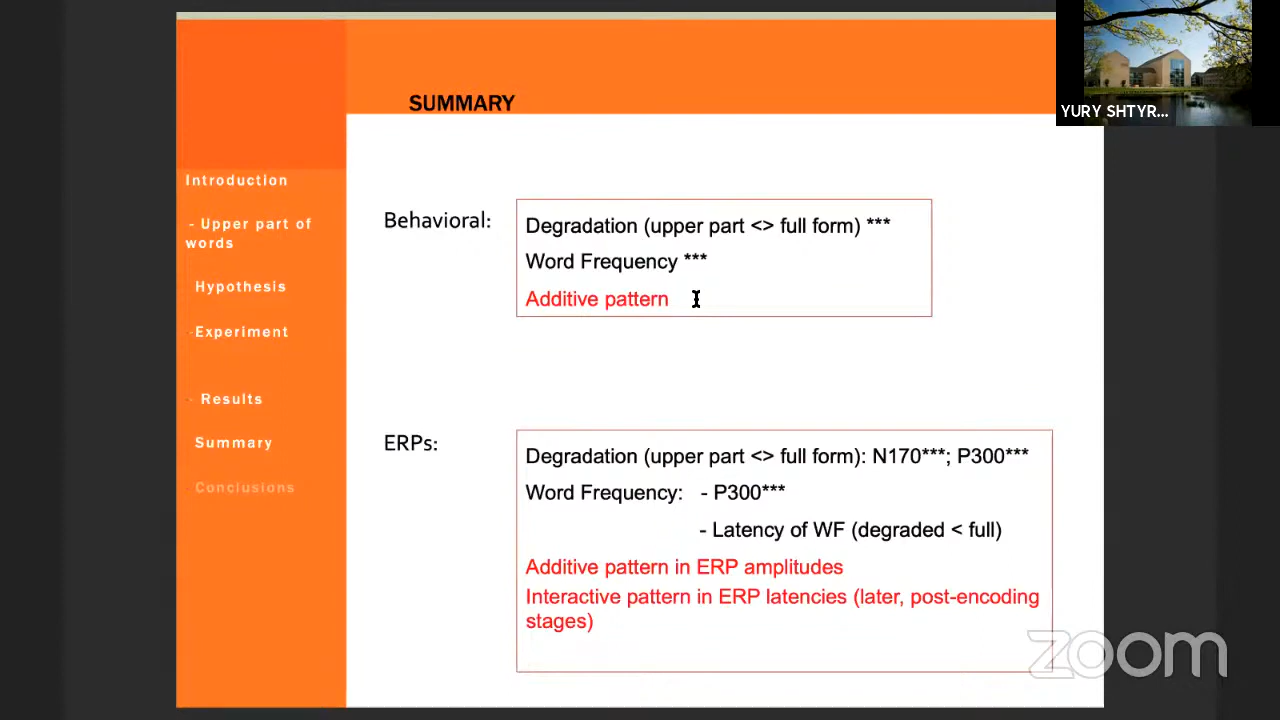 YURY SHTYR...
SUMMARY
Introduction
- Upper part of
words
Hypothesis
-Experiment
- Results
Summary
- Conclusions
Behavioral:
Degradation (upper part <> full form) ***
Word Frequency ***
Additive pattern
ERPs:
Degradation (upper part <> full form): N170***; P300***
Word Frequency: - P300***
- Latency of WF (degraded < full)
Additive pattern in ERP amplitudes
Interactive pattern in ERP latencies (later, post-encoding
stages)
zoom